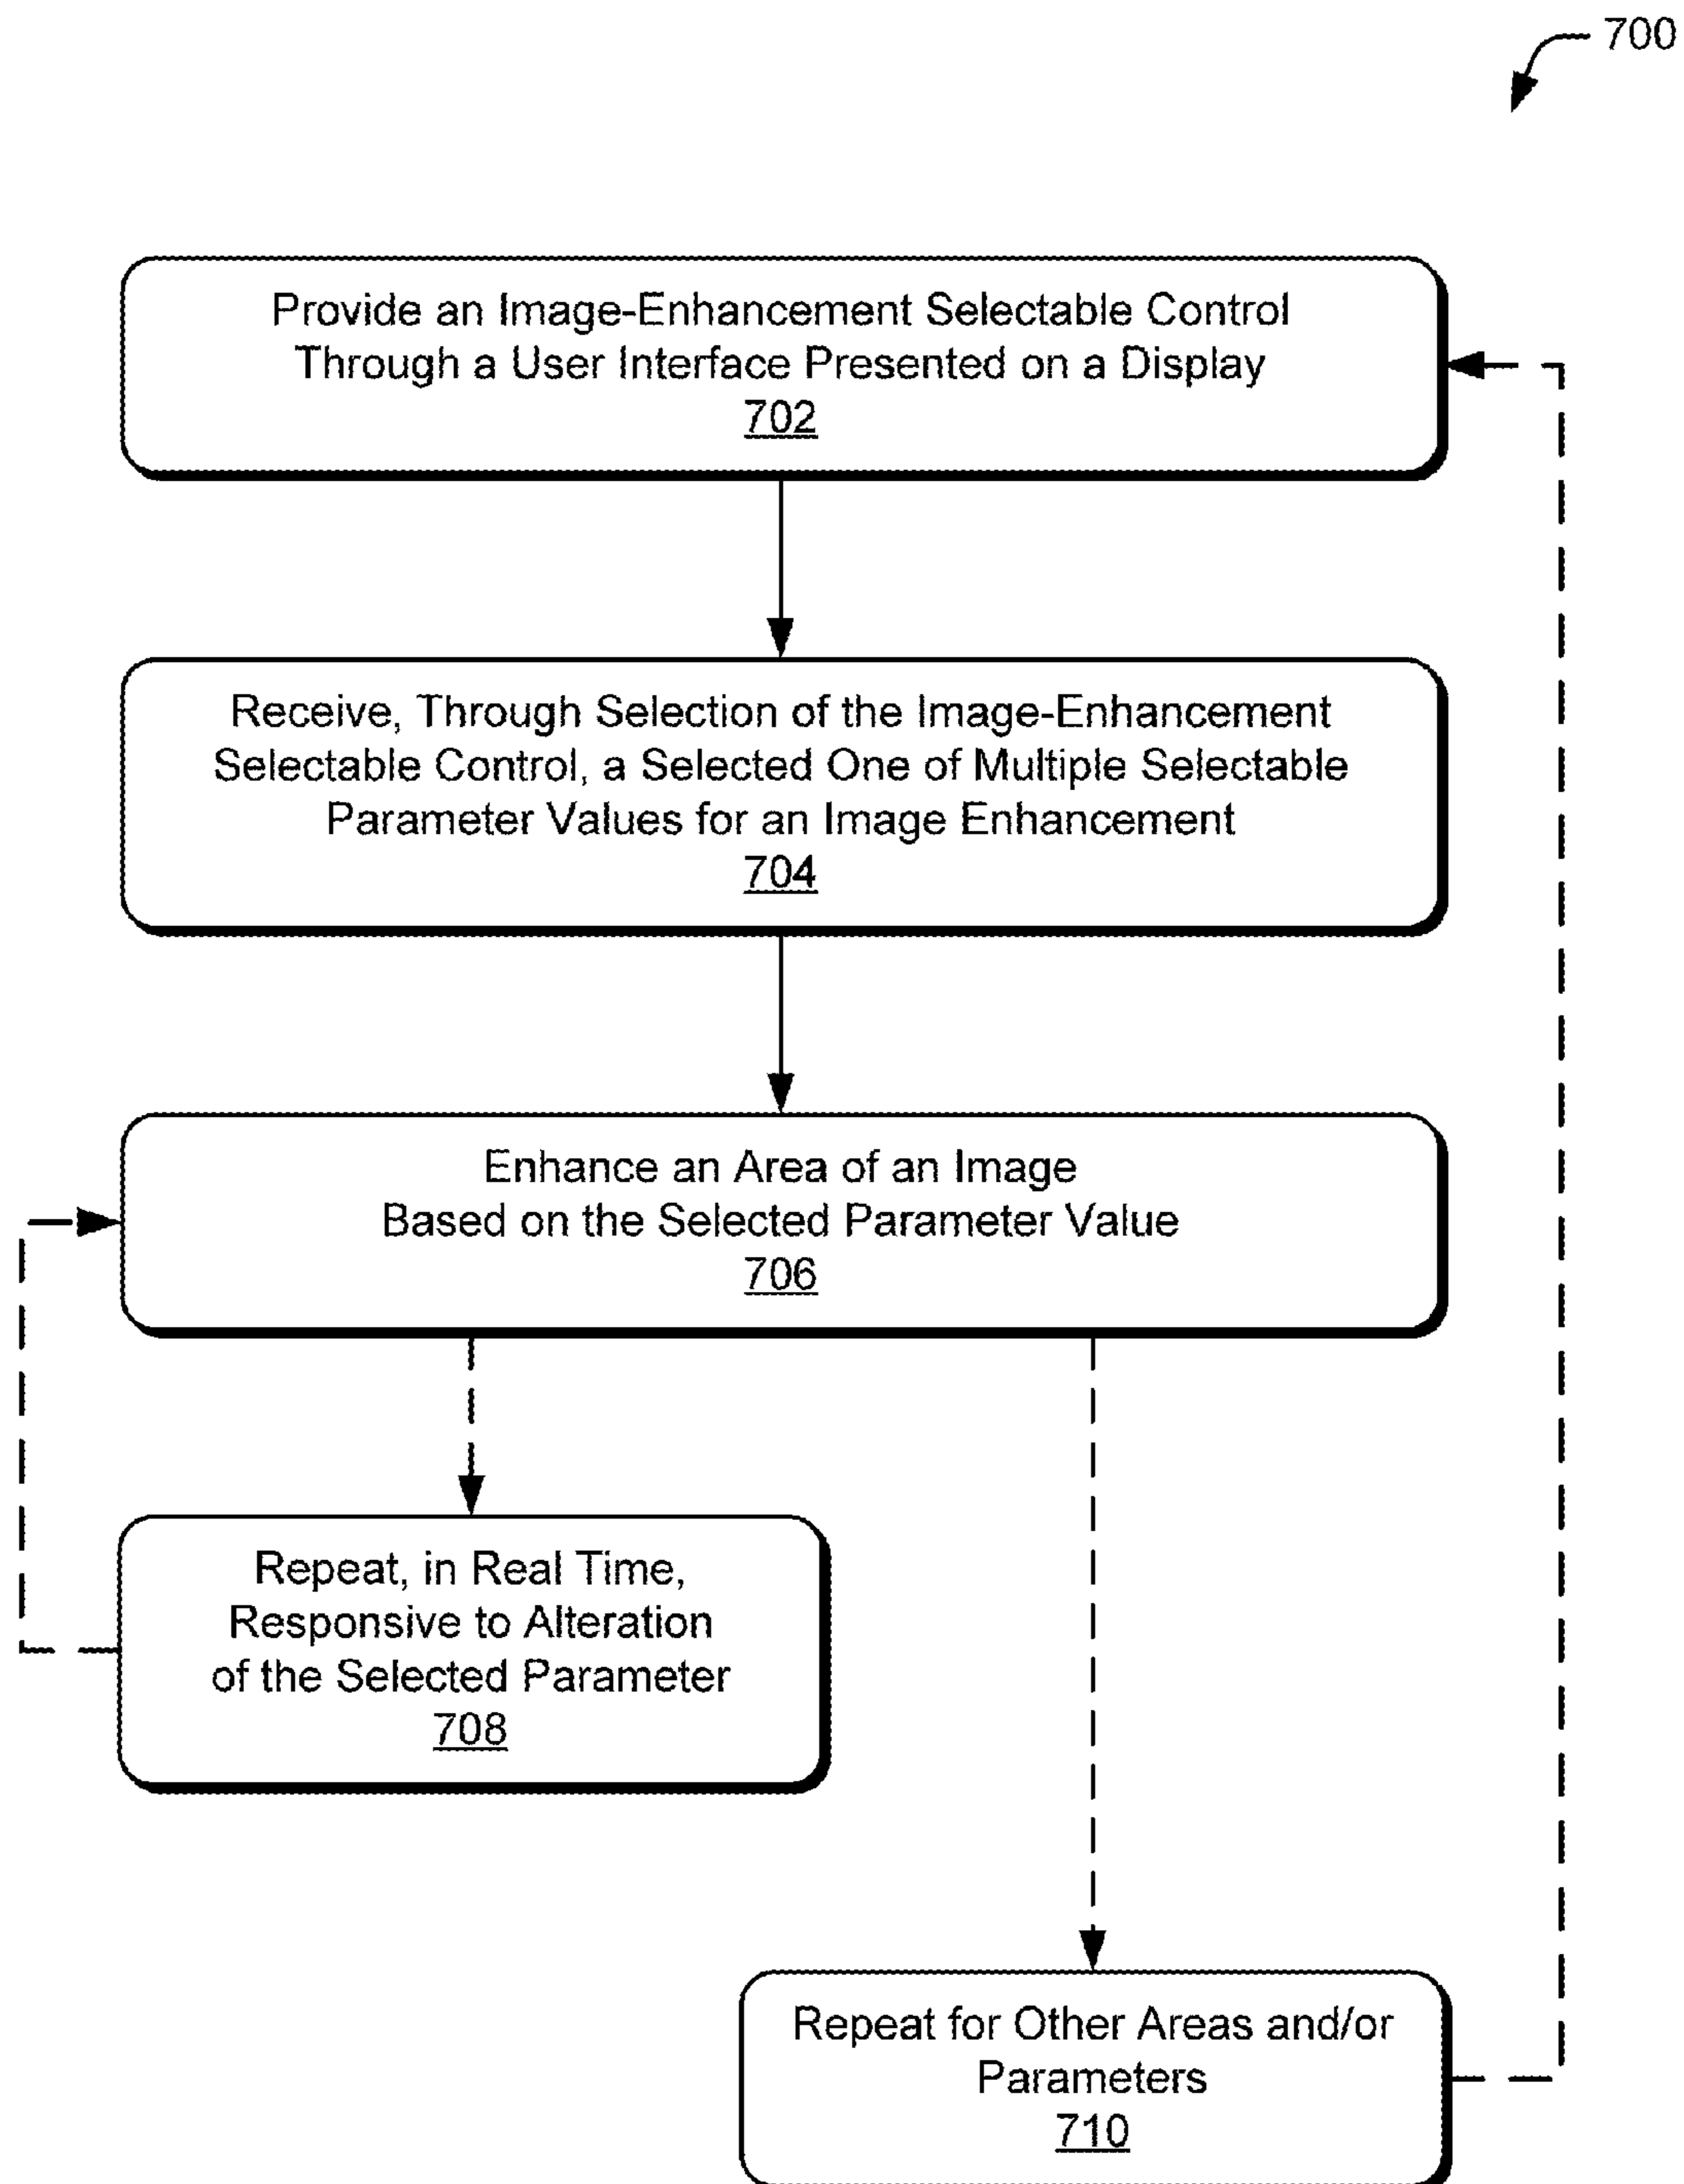 700
Provide an Image-Enhancement Selectable Control
Through a User Interface Presented on a Display
702
Receive, Through Selection of the Image-Enhancement
Selectable Control, a Selected One of Multiple Selectable
Parameter Values for an Image Enhancement
704
Enhance an Area of an Image
Based on the Selected Parameter Value
706
Repeat, in Real Time,
Responsive to Alteration
of the Selected Parameter
708
Repeat for Other Areas and/or
Parameters
710